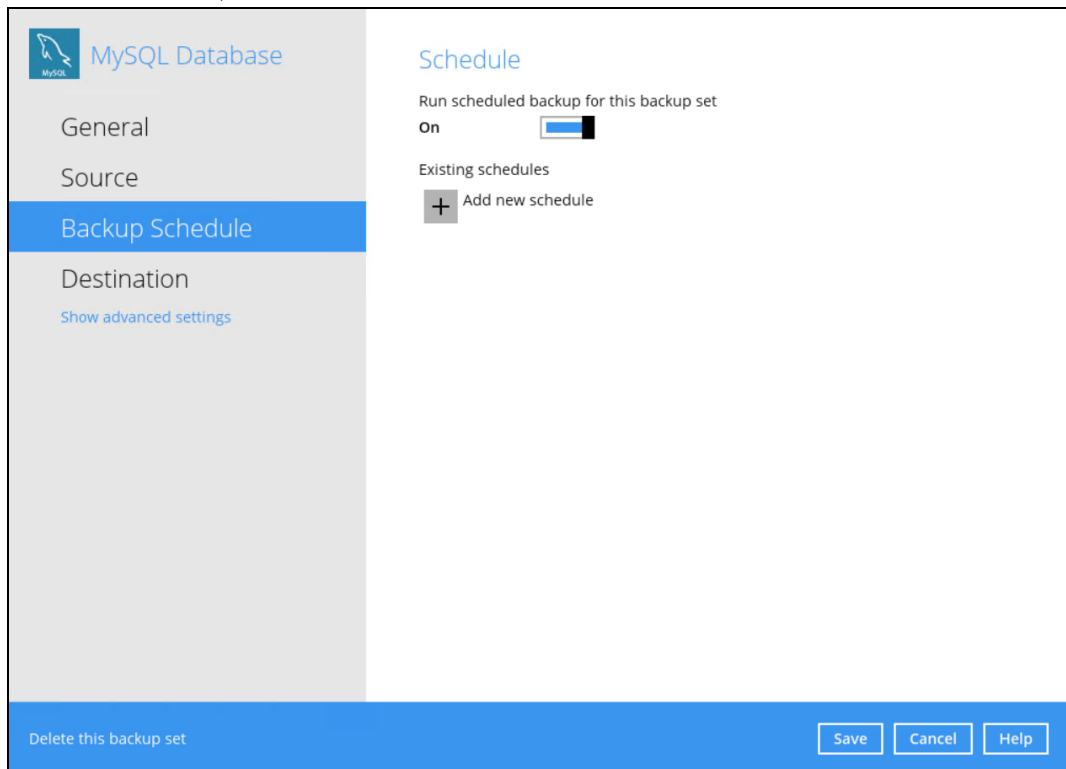 MySQL
MySQL Database
General
Source
Backup Schedule
Destination
Show advanced settings
Schedule
Run scheduled backup for this backup set
On
Existing schedules
Add new schedule
Delete this backup set
Save
Cancel
Help